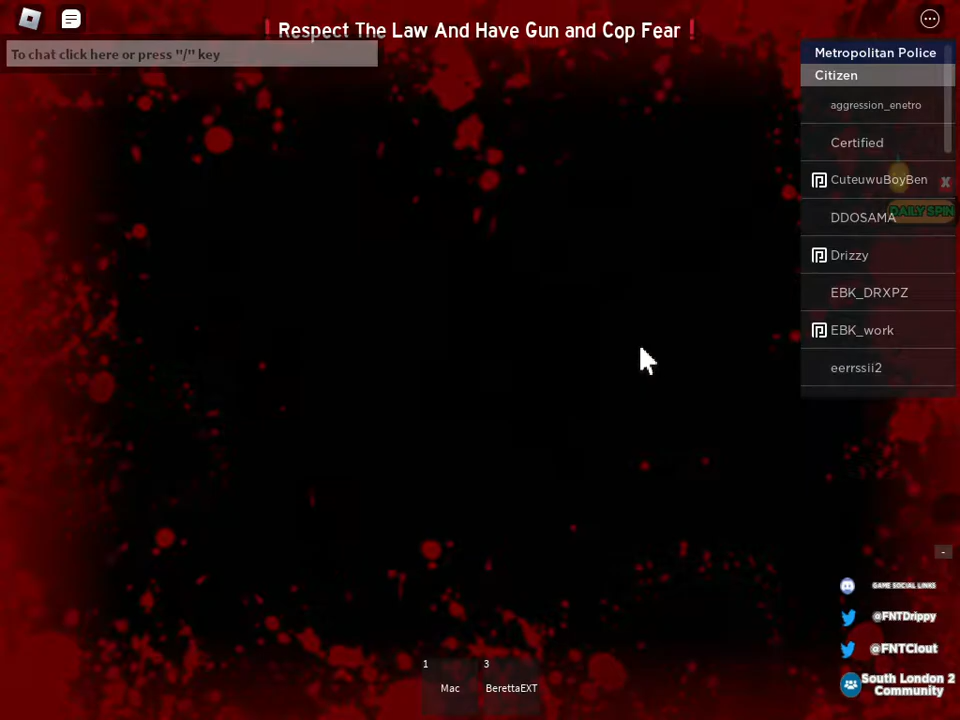 ❗Respect The Law And Have Gun and Cop Fear❗
To chat click here or press "/" key
Metropolitan Police
Citizen
aggression_enetro
Certified
CuteuwuBoyBen
X
DDOSAMA
DAILY SPIN
Drizzy
EBK_DRXPZ
EBK_work
eerrssii2
-
GAME SOCIAL LINKS
@FNTDrippy
@FNTClout
South London 2
Community
1 3
Mac BerettaEXT